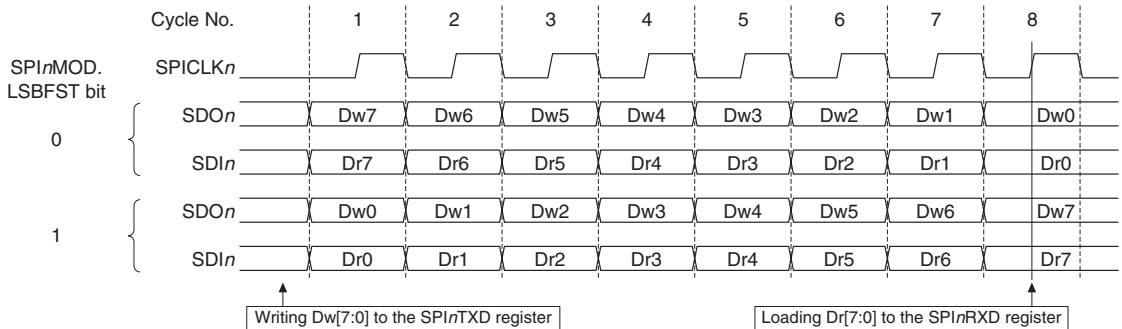 Cycle No. 1 2 3 4 5 6 7 8
SPInMOD.
LSBFST bit
SPICLKn
0
SDOn Dw7 Dw6 Dw5 Dw4 Dw3 Dw2 Dw1 Dw0
SDIn Dr7 Dr6 Dr5 Dr4 Dr3 Dr2 Dr1 Dr0
1
SDOn Dw0 Dw1 Dw2 Dw3 Dw4 Dw5 Dw6 Dw7
SDIn Dr0 Dr1 Dr2 Dr3 Dr4 Dr5 Dr6 Dr7
Writing Dw[7:0] to the SPInTXD register
Loading Dr[7:0] to the SPInRXD register